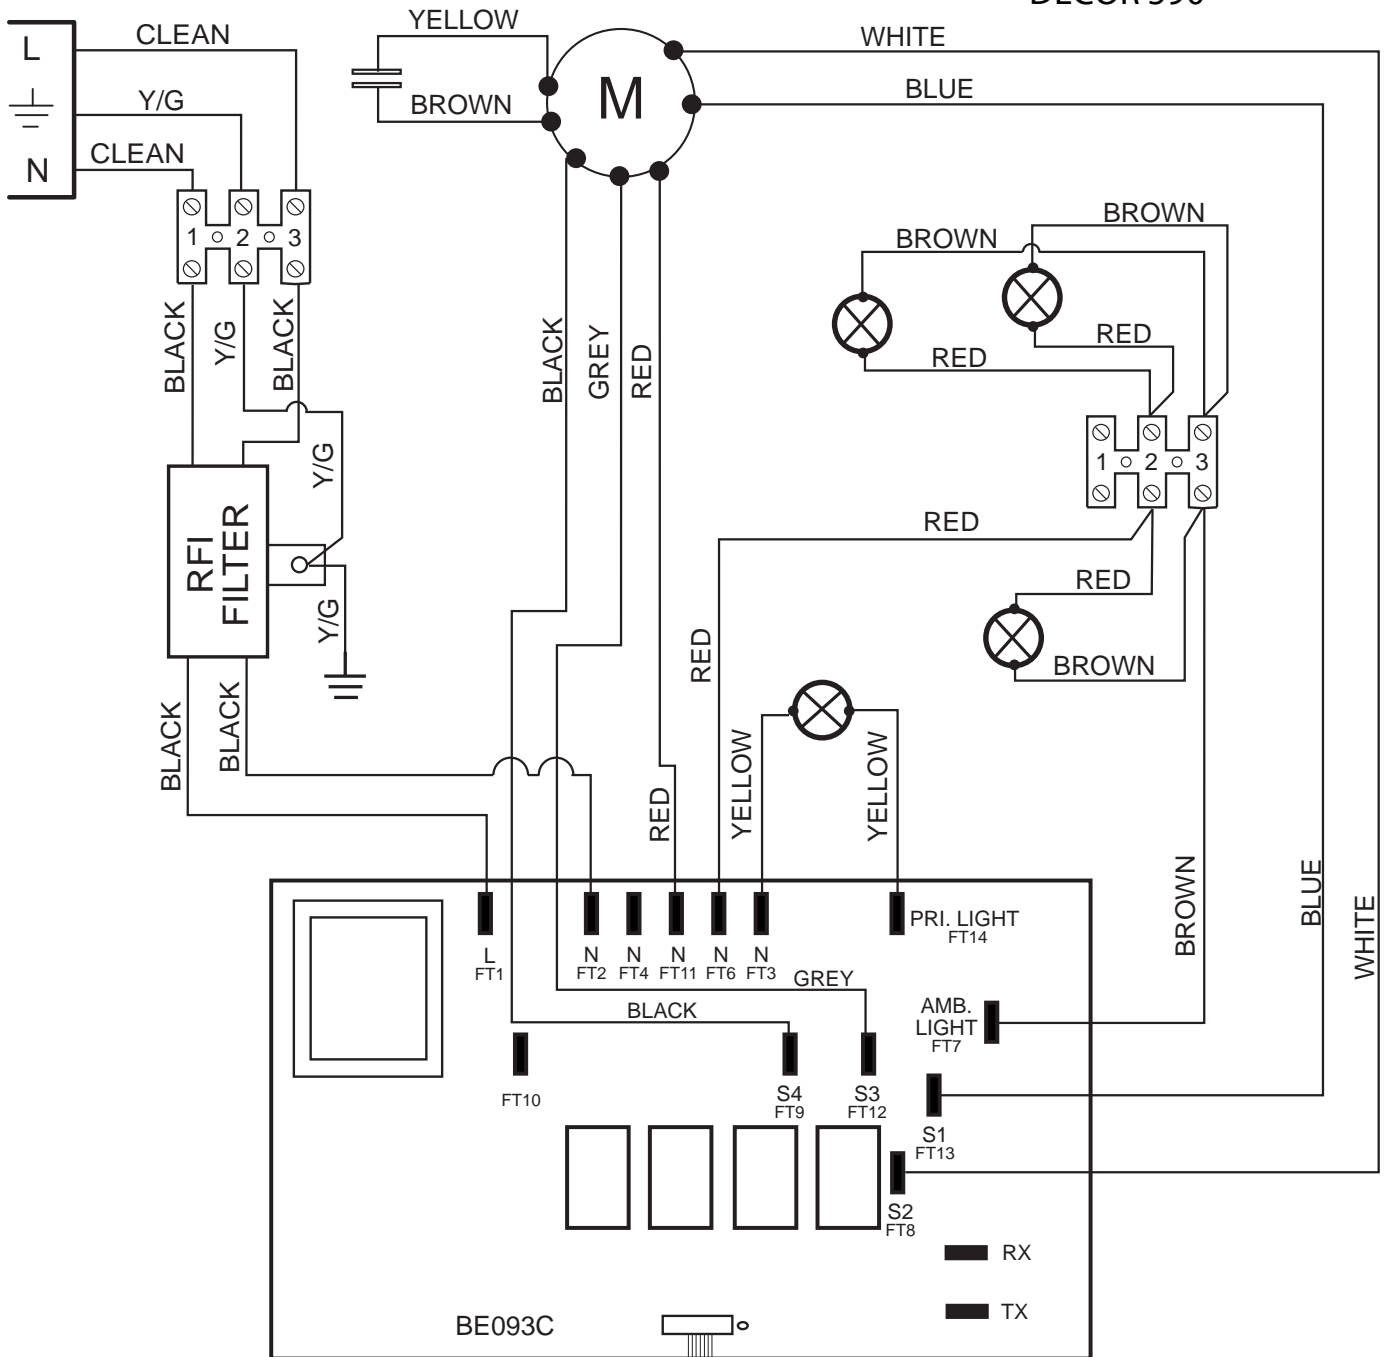 DECOR 390
L
CLEAN
YELLOW
WHITE
Y/G
BROWN
M
BLUE
N
CLEAN
1 2 3
BROWN
BROWN
BLACK
Y/G
BLACK
BLACK
GREY
RED
RED
RED
Y/G
1 2 3
RFI
FILTER
RED
RED
Y/G
RED
BROWN
BLACK
BLACK
RED
YELLOW
YELLOW
BROWN
BLUE
WHITE
L
FT1
N
FT2
N
FT4
N
FT11
N
FT6
N
FT3
PRI. LIGHT
FT14
GREY
BLACK
AMB.
LIGHT
FT7
FT10
S4
FT9
S3
FT12
S1
FT13
S2
FT8
RX
TX
BE093C